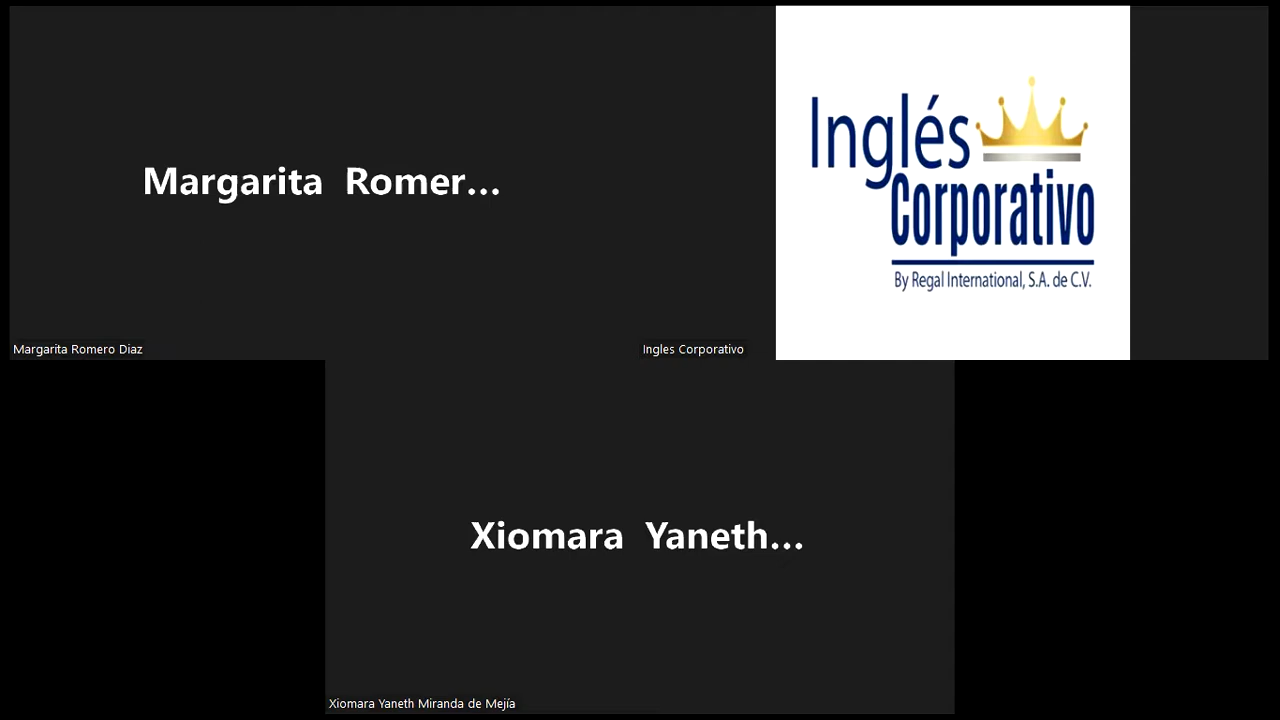 Margarita Romer...
Margarita Romero Diaz
Inglés
Corporativo
By Regal International, S.A. de C.V.
Ingles Corporativo
Xiomara Yaneth...
Xiomara Yaneth Miranda de Mejía